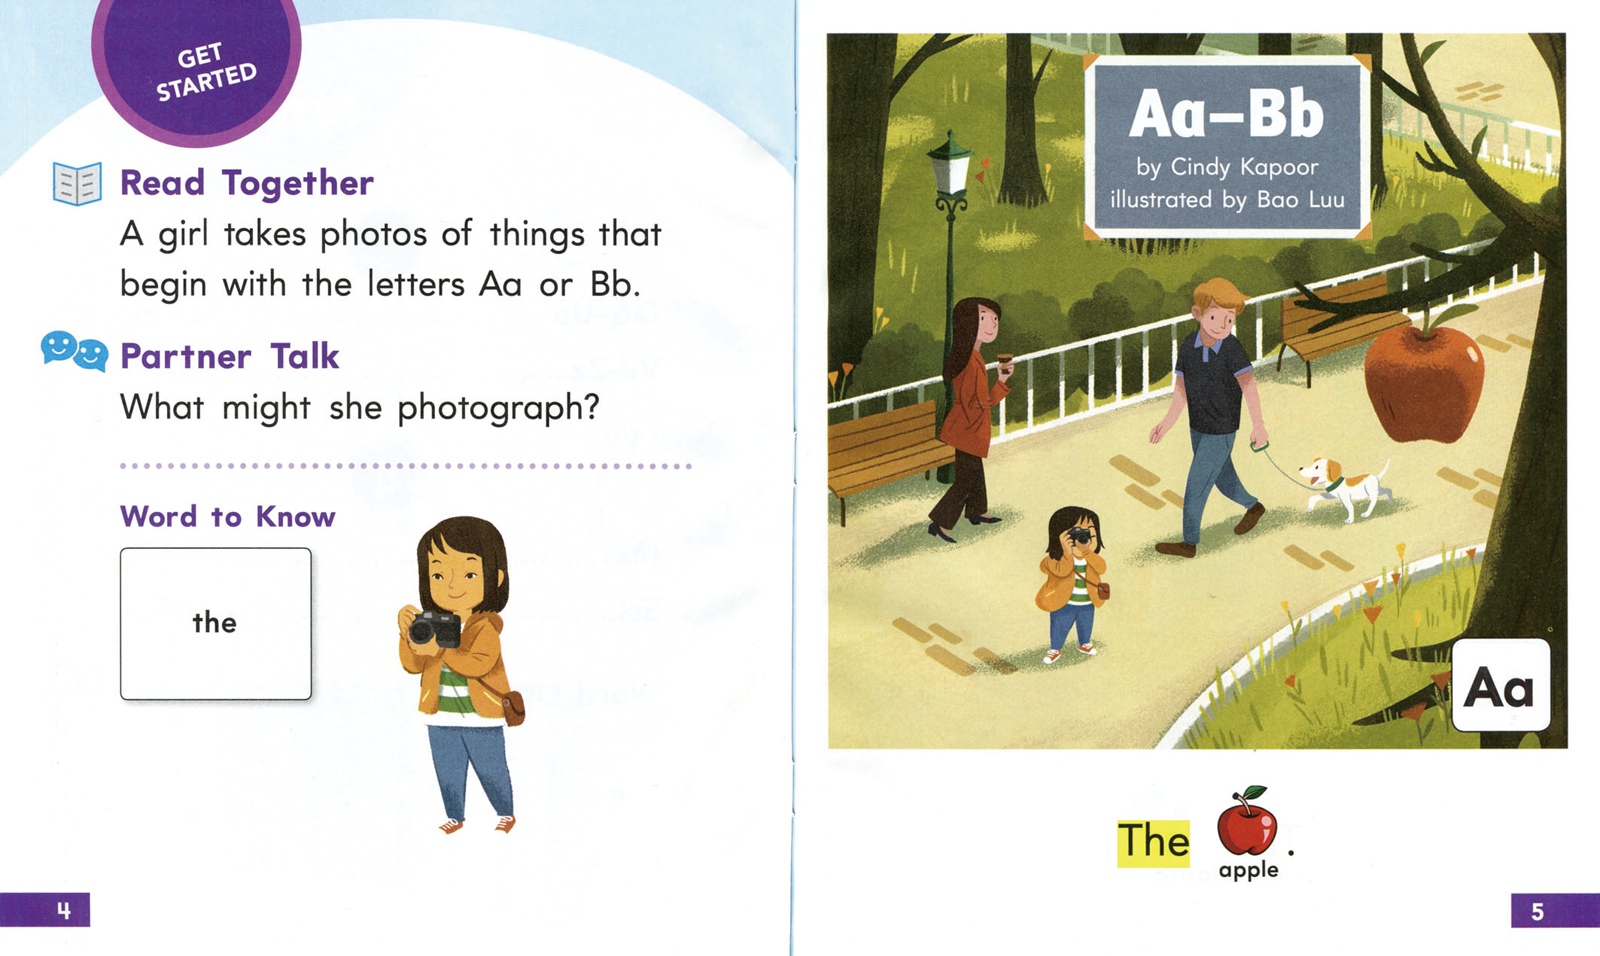 GET
STARTED
Read Together
A girl takes photos of things that
begin with the letters Aa or Bb.
Partner Talk
What might she photograph?
Word to Know
the
4
Aa–Bb
by Cindy Kapoor
illustrated by Bao Luu
Aa
The apple.
5